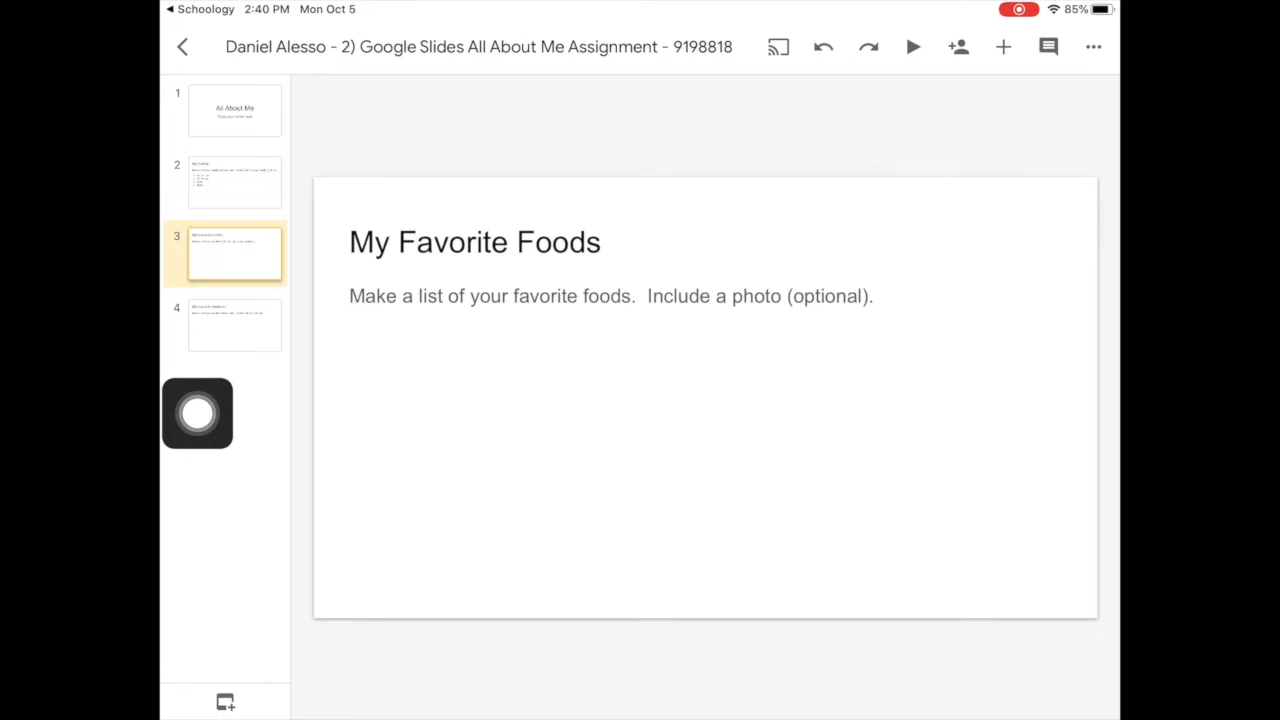 Schoology 2:40 PM Mon Oct 5 85%
Daniel Alesso - 2) Google Slides All About Me Assignment - 9198818
1
All About Me
2
3
4
My Favorite Foods
Make a list of your favorite foods.  Include a photo (optional).